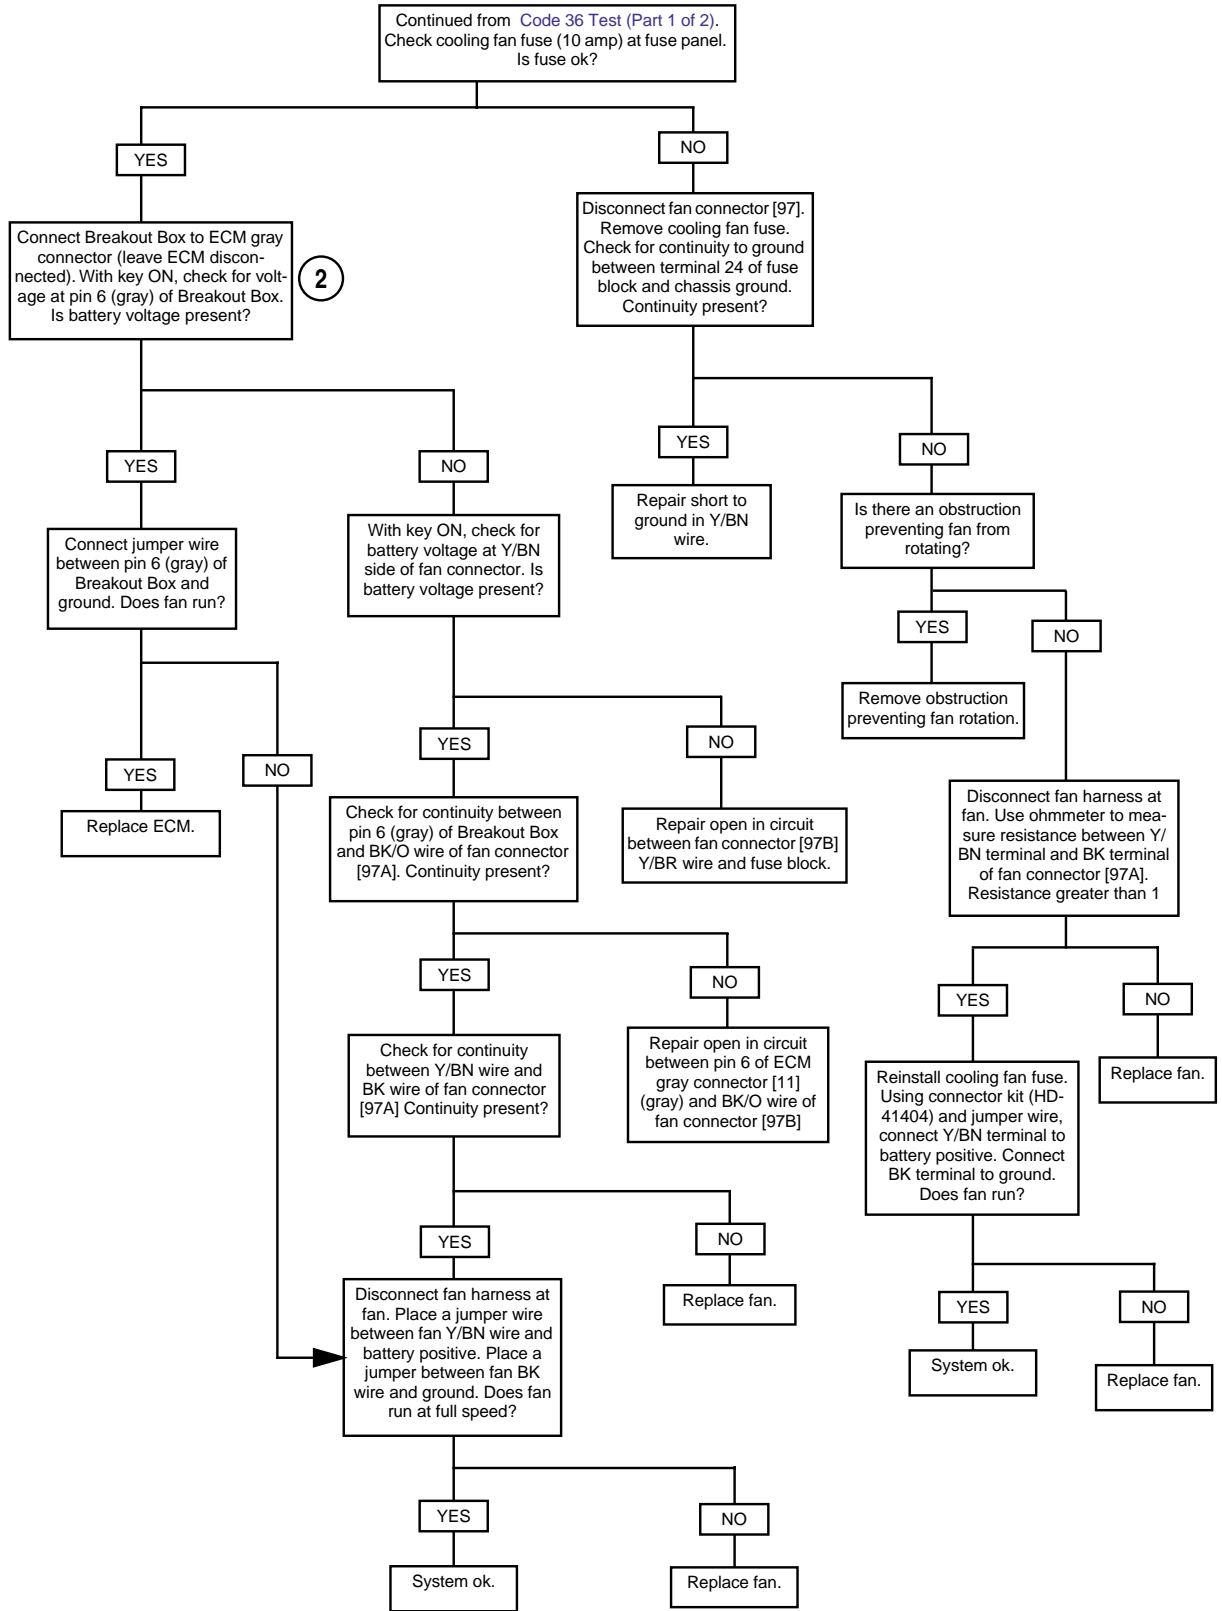 Continued from Code 36 Test (Part 1 of 2).
Check cooling fan fuse (10 amp) at fuse panel.
Is fuse ok?
YES
NO
Connect Breakout Box to ECM gray
connector (leave ECM discon-
nected). With key ON, check for volt-
age at pin 6 (gray) of Breakout Box.
Is battery voltage present?
2
Disconnect fan connector [97].
Remove cooling fan fuse.
Check for continuity to ground
between terminal 24 of fuse
block and chassis ground.
Continuity present?
YES
NO
YES
NO
Connect jumper wire
between pin 6 (gray) of
Breakout Box and
ground. Does fan run?
With key ON, check for
battery voltage at Y/BN
side of fan connector. Is
battery voltage present?
Repair short to
ground in Y/BN
wire.
Is there an obstruction
preventing fan from
rotating?
YES
NO
Remove obstruction
preventing fan rotation.
YES
NO
YES
NO
Replace ECM.
Check for continuity between
pin 6 (gray) of Breakout Box
and BK/O wire of fan connector
[97A]. Continuity present?
Repair open in circuit
between fan connector [97B]
Y/BR wire and fuse block.
Disconnect fan harness at
fan. Use ohmmeter to mea-
sure resistance between Y/
BN terminal and BK terminal
of fan connector [97A].
Resistance greater than 1
YES
NO
YES
NO
Check for continuity
between Y/BN wire and
BK wire of fan connector
[97A] Continuity present?
Repair open in circuit
between pin 6 of ECM
gray connector [11]
(gray) and BK/O wire of
fan connector [97B]
Reinstall cooling fan fuse.
Using connector kit (HD-
41404) and jumper wire,
connect Y/BN terminal to
battery positive. Connect
BK terminal to ground.
Does fan run?
Replace fan.
YES
NO
YES
NO
Disconnect fan harness at
fan. Place a jumper wire
between fan Y/BN wire and
battery positive. Place a
jumper between fan BK
wire and ground. Does fan
run at full speed?
Replace fan.
System ok.
Replace fan.
YES
NO
System ok.
Replace fan.